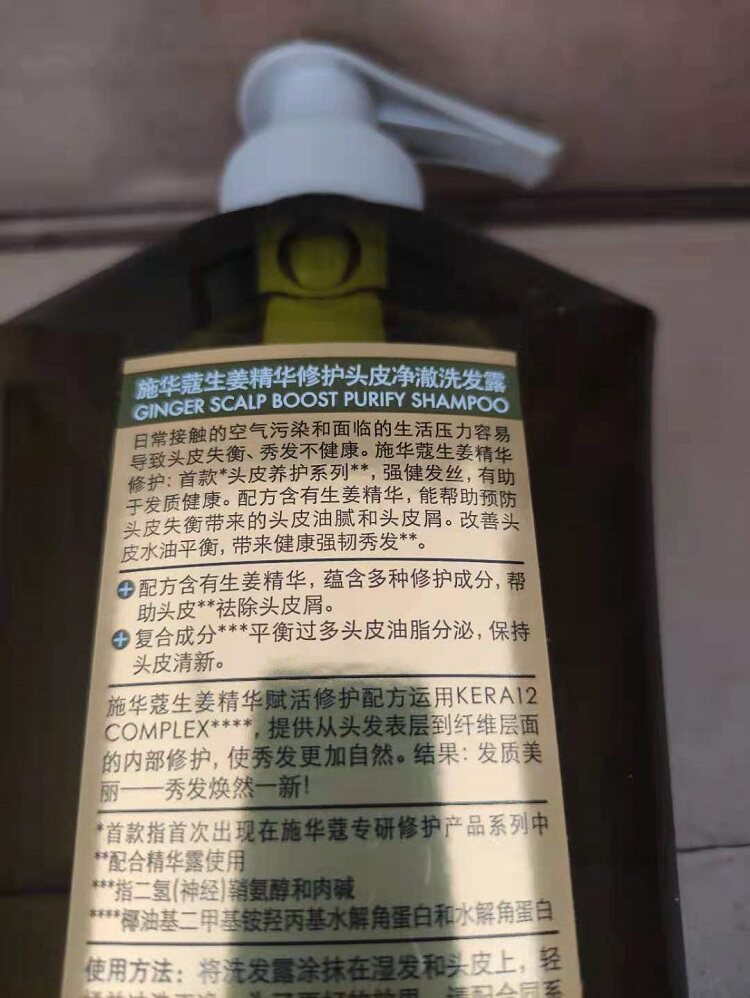 施华蔻生姜精华修护头皮净澈洗发露
GINGER SCALP BOOST PURIFY SHAMPOO
日常接触的空气污染和面临的生活压力容易
导致头皮失衡、秀发不健康。施华蔻生姜精华
修护：首款*头皮养护系列**，强健发丝，有助
于发质健康。配方含有生姜精华，能帮助预防
头皮失衡带来的头皮油腻和头皮屑。改善头
皮水油平衡，带来健康强韧秀发**。
配方含有生姜精华，蕴含多种修护成分，帮
助头皮**祛除头皮屑。
复合成分***平衡过多头皮油脂分泌，保持
头皮清新。
施华蔻生姜精华赋活修护配方运用KERA12
COMPLEX****，提供从头发表层到纤维层面
的内部修护，使秀发更加自然。结果：发质美
丽——秀发焕然一新！
*首款指首次出现在施华蔻专研修护产品系列中
**配合精华露使用
***指二氢(神经)鞘氨醇和肉碱
****椰油基二甲基铵羟丙基水解角蛋白和水解角蛋白
使用方法：将洗发露涂抹在湿发和头皮上，轻